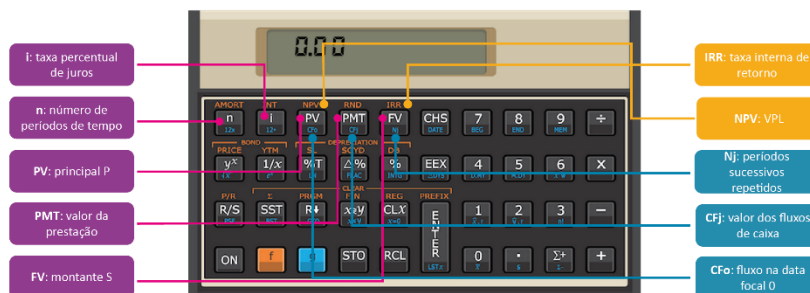 0.00
i: taxa percentual
de juros
n: número de
períodos de tempo
PV: principal P
PMT: valor da
prestação
FV: montante S
IRR: taxa interna de
retorno
NPV: VPL
Nj: períodos
sucessivos
repetidos
CFj: valor dos fluxos
de caixa
CFo: fluxo na data
focal 0
AMORT INT NPV RND IRR
n i PV PMT FV CHS 7 8 9 ÷
12x 12÷ CFo CFj Nj DATE BEG END MEM
BOND DEPRECIATION
PRICE YTM SL SOYD DB
yx 1/x %T Δ% % EEX 4 5 6 X
CLEAR
P/R Σ PRGM FIN REG PREFIX
R/S SST R↓ x≷y CLX ENTER 1 2 3 −
ON f g STO RCL 0 · Σ+ +